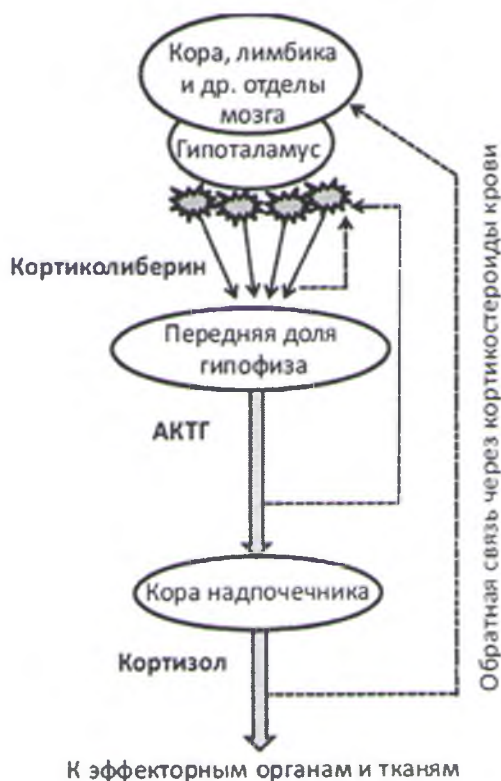 Кора, лимбика
и др. отделы
мозга
Гипоталамус
Кортиколиберин
Передняя доля
гипофиза
АКТГ
Кора надпочечника
Кортизол
К эффекторным органам и тканям
Обратная связь через кортикостероиды крови